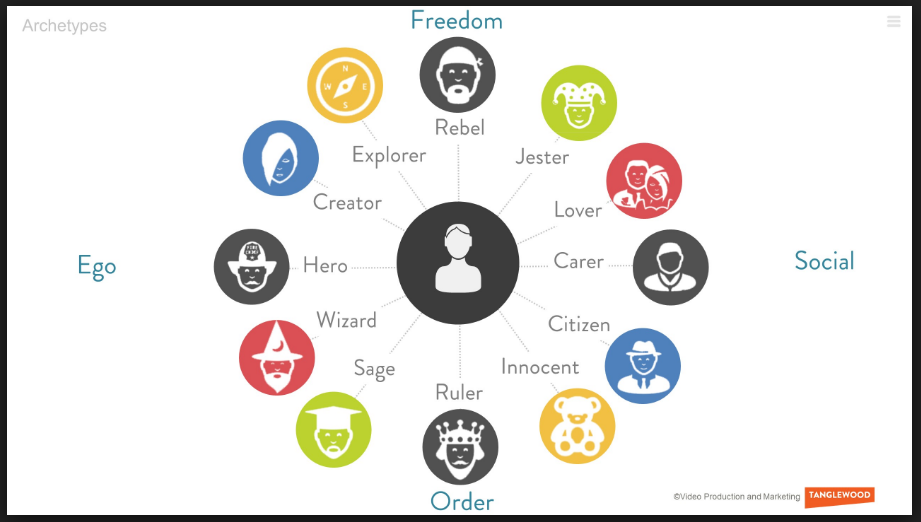 Archetypes
Freedom
Rebel
Explorer
Jester
Creator
Lover
Ego
Hero
Carer
Social
Wizard
Citizen
Sage
Innocent
Ruler
Order
N
W E
S
©Video Production and Marketing
TANGLEWOOD